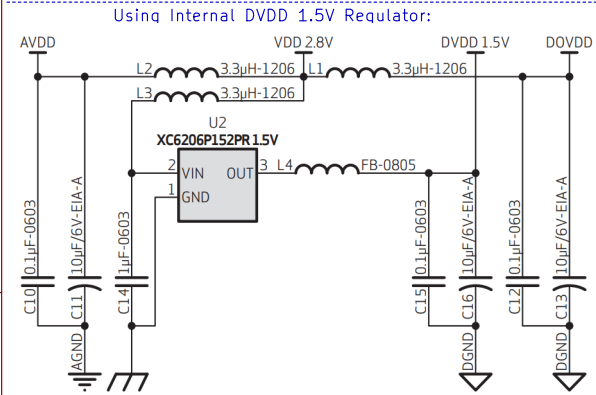 Using Internal DVDD 1.5V Regulator:
AVDD
VDD 2.8V
DVDD 1.5V
DOVDD
L2
3.3µH-1206
L1
3.3µH-1206
L3
3.3µH-1206
U2
XC6206P152PR 1.5V
2
VIN
OUT
3
L4
FB-0805
1
GND
C10
0.1µF-0603
C11
10µF/6V-EIA-A
C14
1µF-0603
C15
0.1µF-0603
C16
10µF/6V-EIA-A
C12
0.1µF-0603
C13
10µF/6V-EIA-A
AGND
DGND
DGND